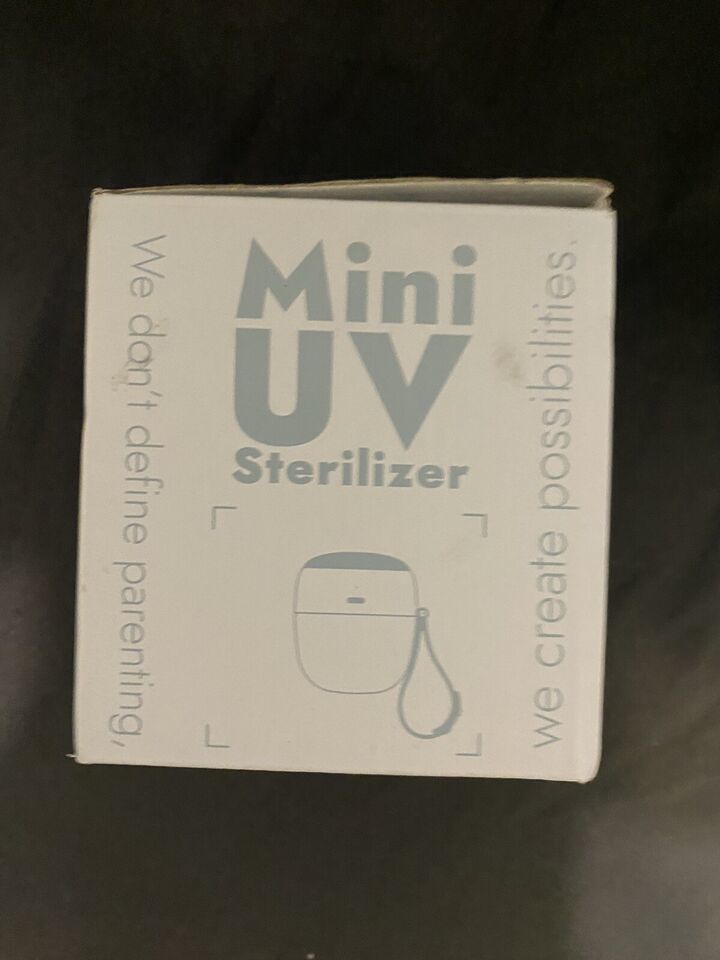 Mini
UV
Sterilizer
We don't define parenting,
we create possibilities.